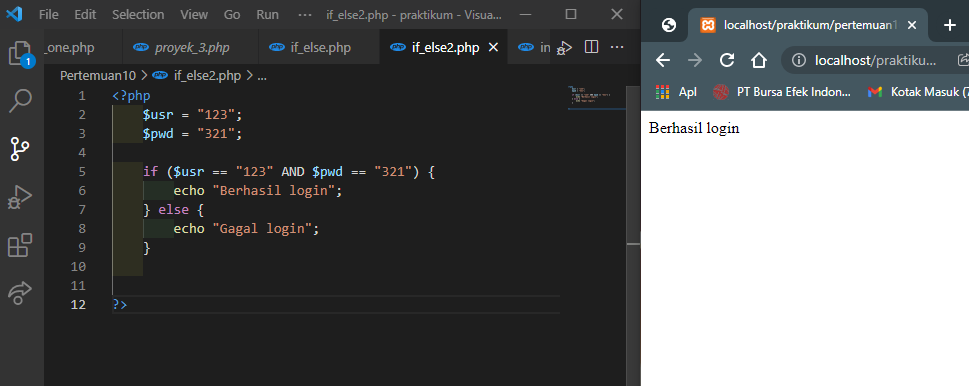 File Edit Selection View Go Run ··· if_else2.php - praktikum - Visua...
_one.php proyek_3.php if_else.php if_else2.php in ···
Pertemuan10 > if_else2.php > ...
1 <?php
2 $usr = "123";
3 $pwd = "321";
4
5 if ($usr == "123" AND $pwd == "321") {
6 echo "Berhasil login";
7 } else {
8 echo "Gagal login";
9 }
10
11
12 ?>
1
localhost/praktikum/pertemuan1
localhost/praktiku...
Apl PT Bursa Efek Indon... Kotak Masuk (7
Berhasil login